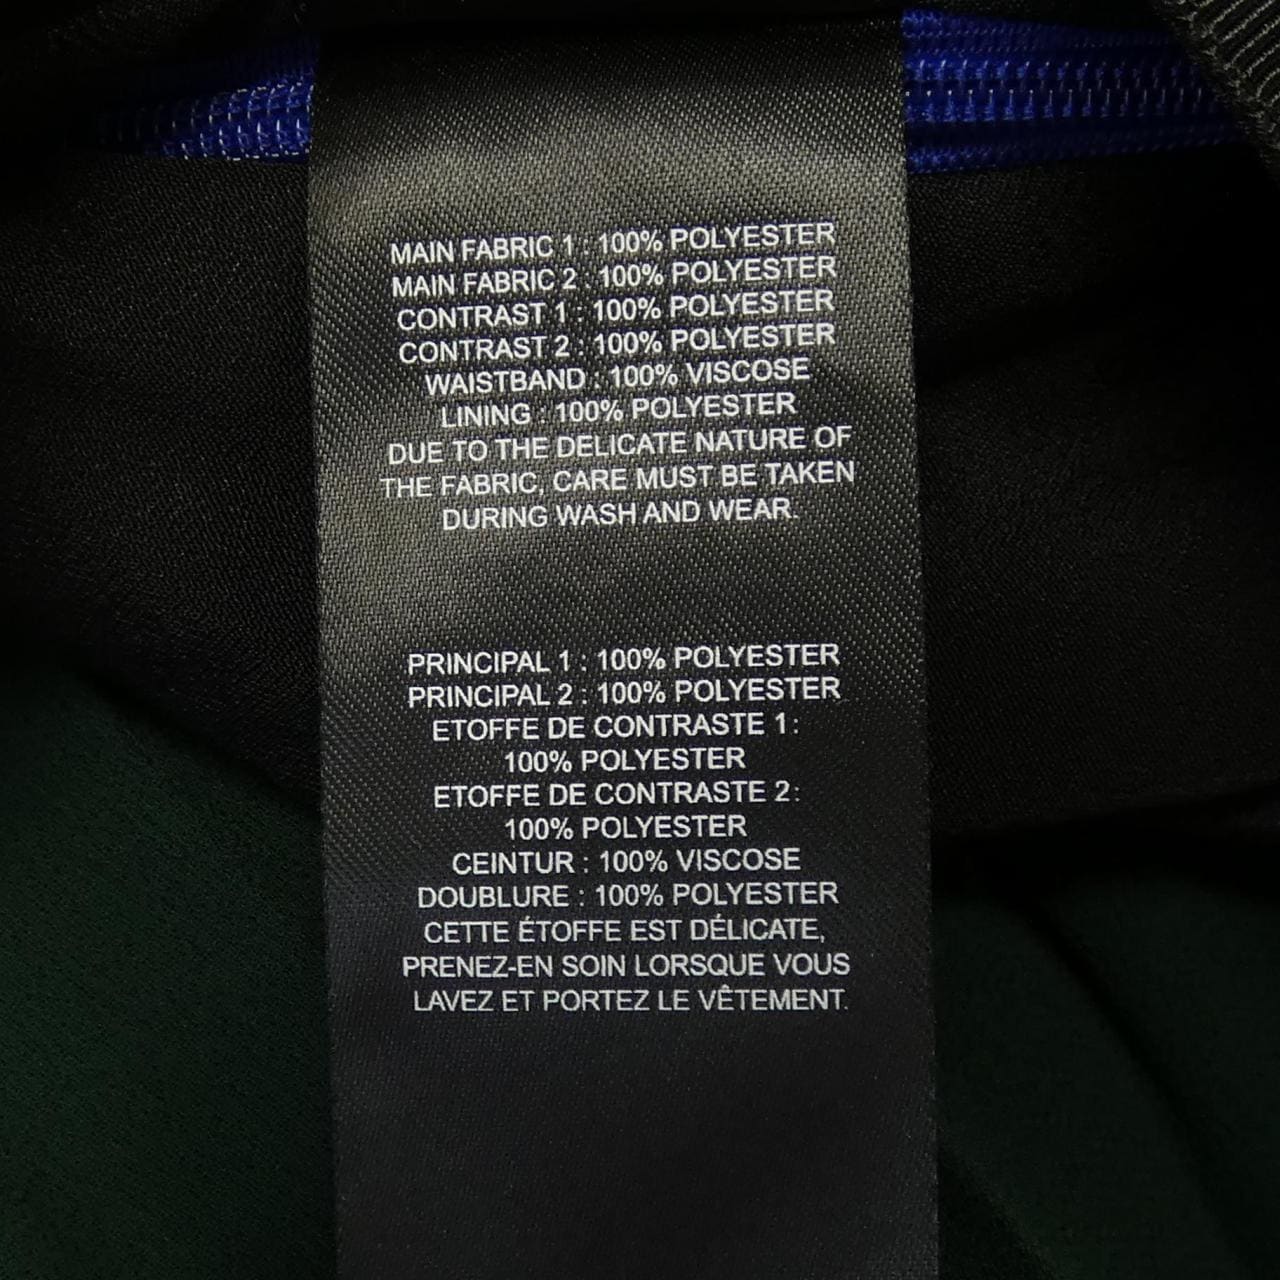 MAIN FABRIC 1 : 100% POLYESTER
MAIN FABRIC 2 : 100% POLYESTER
CONTRAST 1 : 100% POLYESTER
CONTRAST 2 : 100% POLYESTER
WAISTBAND : 100% VISCOSE
LINING : 100% POLYESTER
DUE TO THE DELICATE NATURE OF
THE FABRIC, CARE MUST BE TAKEN
DURING WASH AND WEAR.
PRINCIPAL 1 : 100% POLYESTER
PRINCIPAL 2 : 100% POLYESTER
ETOFFE DE CONTRASTE 1:
100% POLYESTER
ETOFFE DE CONTRASTE 2:
100% POLYESTER
CEINTUR : 100% VISCOSE
DOUBLURE : 100% POLYESTER
CETTE ÉTOFFE EST DÉLICATE,
PRENEZ-EN SOIN LORSQUE VOUS
LAVEZ ET PORTEZ LE VÊTEMENT.